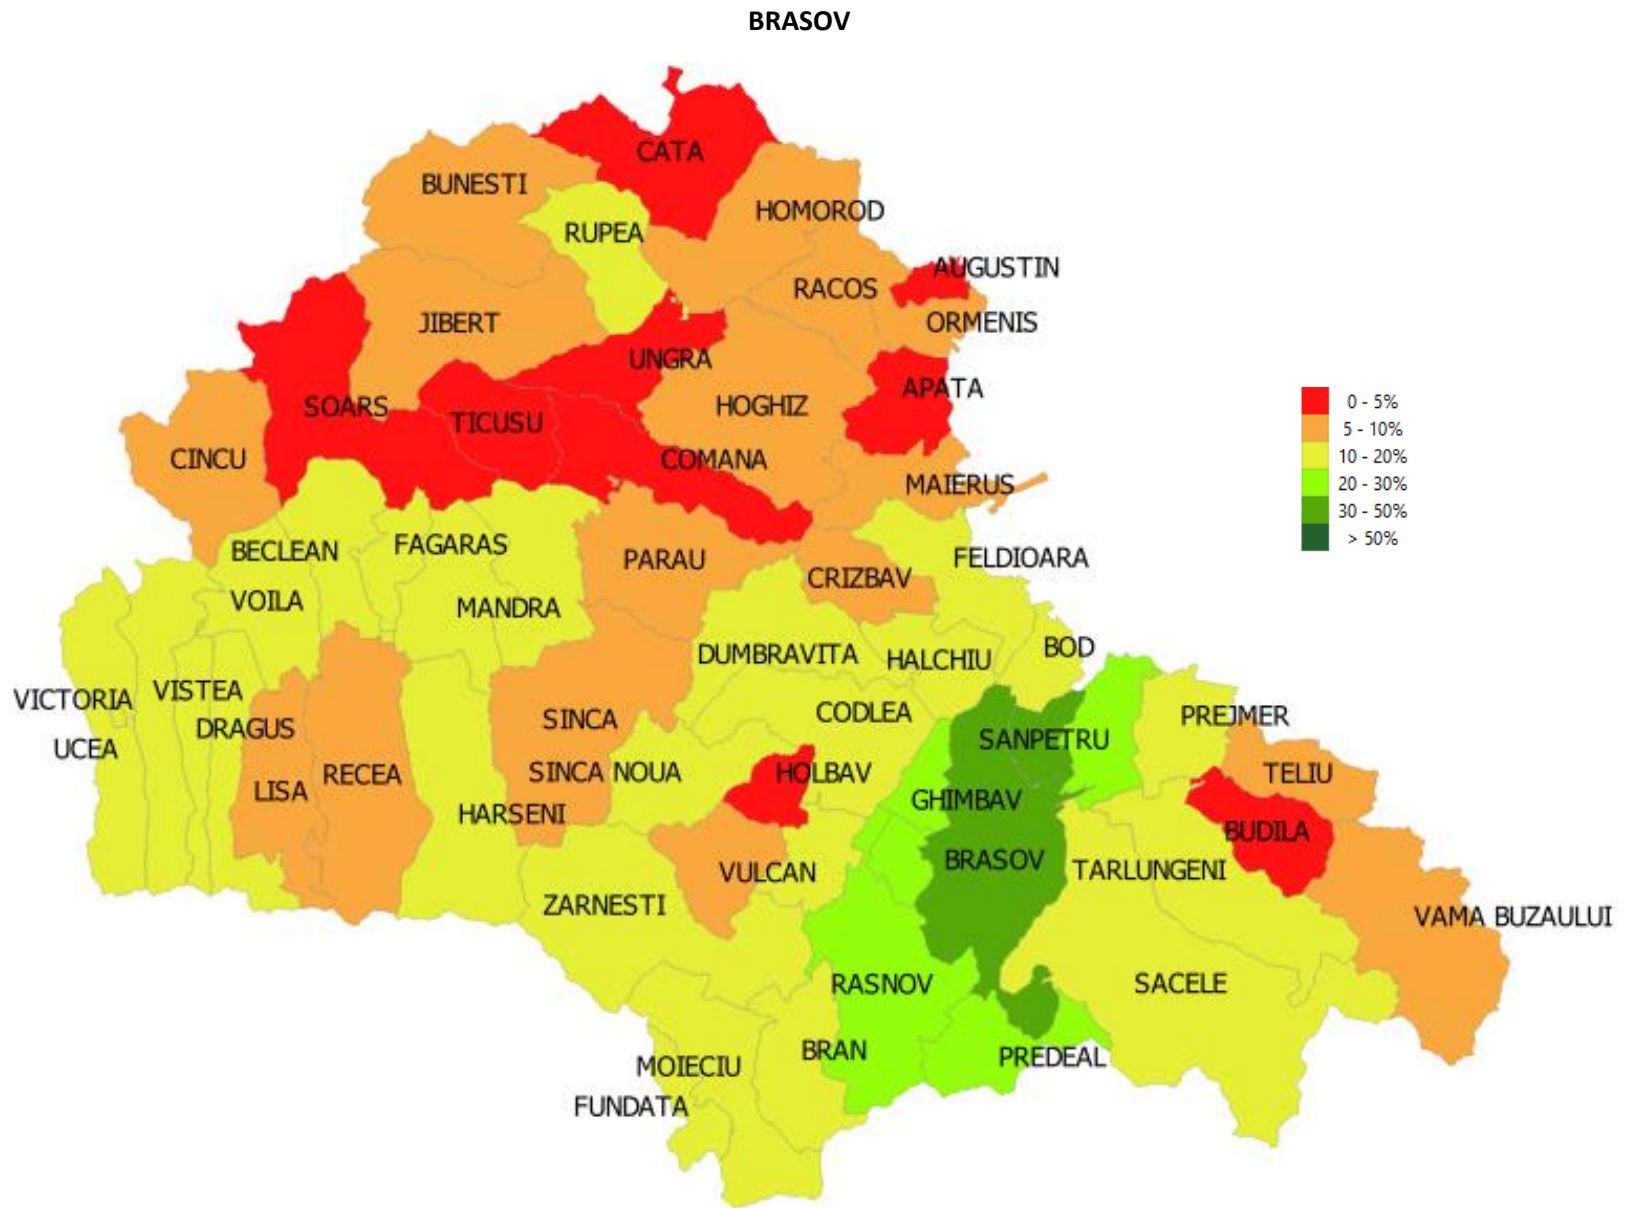 BRASOV
CATA
BUNESTI
HOMOROD
RUPEA
AUGUSTIN
RACOS
JIBERT
ORMENIS
UNGRA
APATA
SOARS
HOGHIZ
TICUSU
CINCU
COMANA
MAIERUS
0 - 5%
5 - 10%
10 - 20%
20 - 30%
30 - 50%
> 50%
BECLEAN
FAGARAS
PARAU
FELDIOARA
CRIZBAV
VOILA
MANDRA
DUMBRAVITA
HALCHIU
BOD
VICTORIA
VISTEA
DRAGUS
SINCA
CODLEA
PREJMER
UCEA
SANPETRU
LISA
RECEA
SINCA NOUA
HOLBAV
TELIU
HARSENI
GHIMBAV
BUDILA
VULCAN
BRASOV
TARLUNGENI
ZARNESTI
VAMA BUZAULUI
RASNOV
SACELE
MOIECIU
BRAN
PREDEAL
FUNDATA